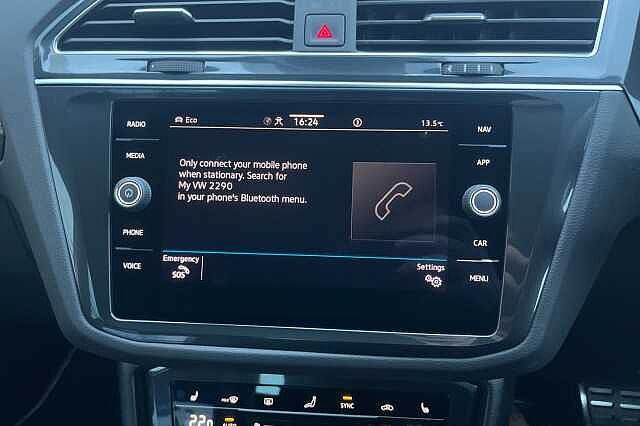 RADIO
MEDIA
PHONE
VOICE
Eco
16:24
13.5°C
Only connect your mobile phone
when stationary. Search for
My VW 2290
in your phone's Bluetooth menu.
Emergency
SOS
Settings
NAV
APP
CAR
MENU
SYNC